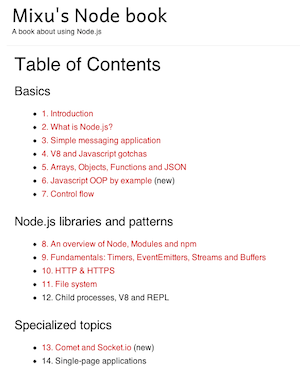 Mixu's Node book
A book about using Node.js
Table of Contents
Basics
1. Introduction
2. What is Node.js?
3. Simple messaging application
4. V8 and Javascript gotchas
5. Arrays, Objects, Functions and JSON
6. Javascript OOP by example (new)
7. Control flow
Node.js libraries and patterns
8. An overview of Node, Modules and npm
9. Fundamentals: Timers, EventEmitters, Streams and Buffers
10. HTTP & HTTPS
11. File system
12. Child processes, V8 and REPL
Specialized topics
13. Comet and Socket.io (new)
14. Single-page applications